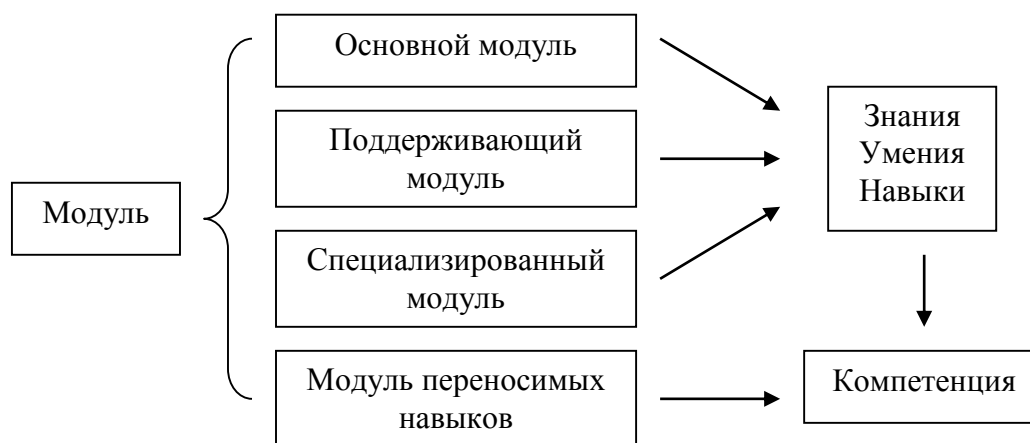 Модуль
Основной модуль
Поддерживающий
модуль
Специализированный
модуль
Модуль переносимых
навыков
Знания
Умения
Навыки
Компетенция